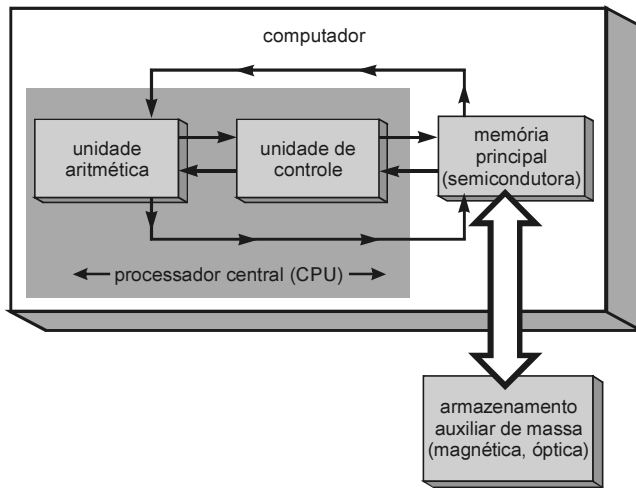 computador
unidade
aritmética
unidade de
controle
memória
principal
(semicondutora)
processador central (CPU)
armazenamento
auxiliar de massa
(magnética, óptica)